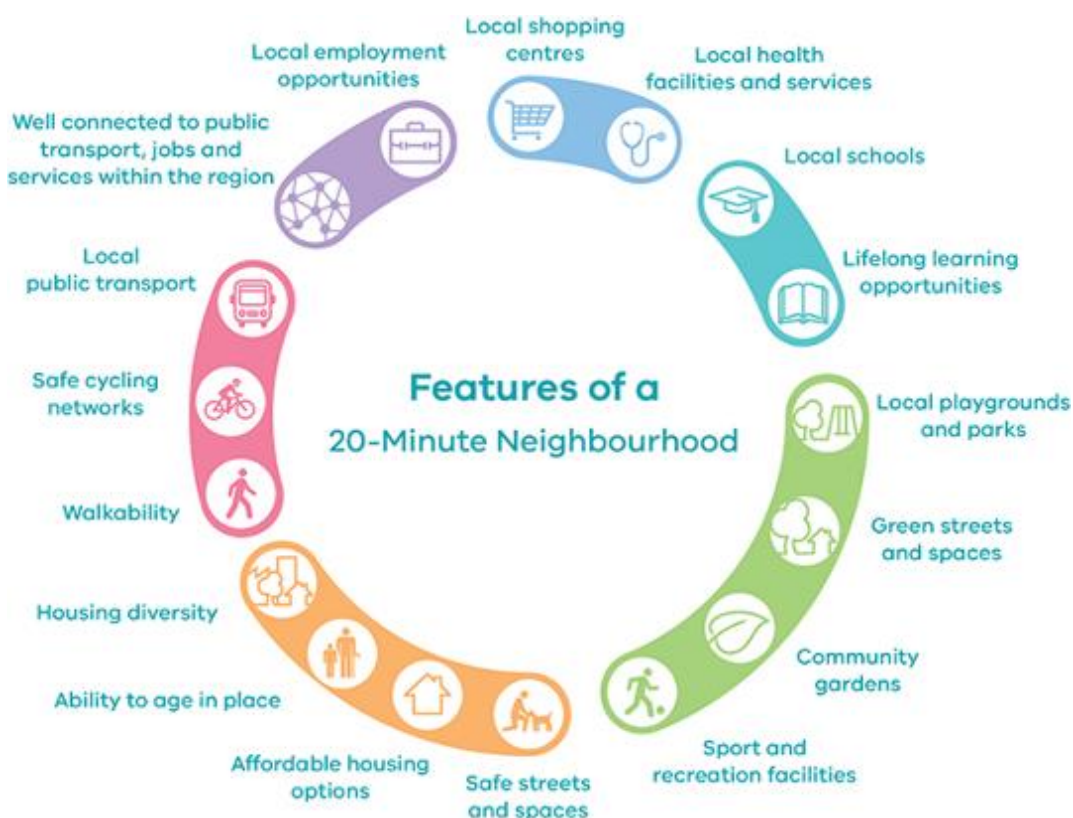 Features of a
20-Minute Neighbourhood
Local shopping
centres
Local health
facilities and services
Local schools
Lifelong learning
opportunities
Local playgrounds
and parks
Green streets
and spaces
Community
gardens
Sport and
recreation facilities
Safe streets
and spaces
Affordable housing
options
Ability to age in place
Housing diversity
Walkability
Safe cycling
networks
Local
public transport
Well connected to public
transport, jobs and
services within the region
Local employment
opportunities